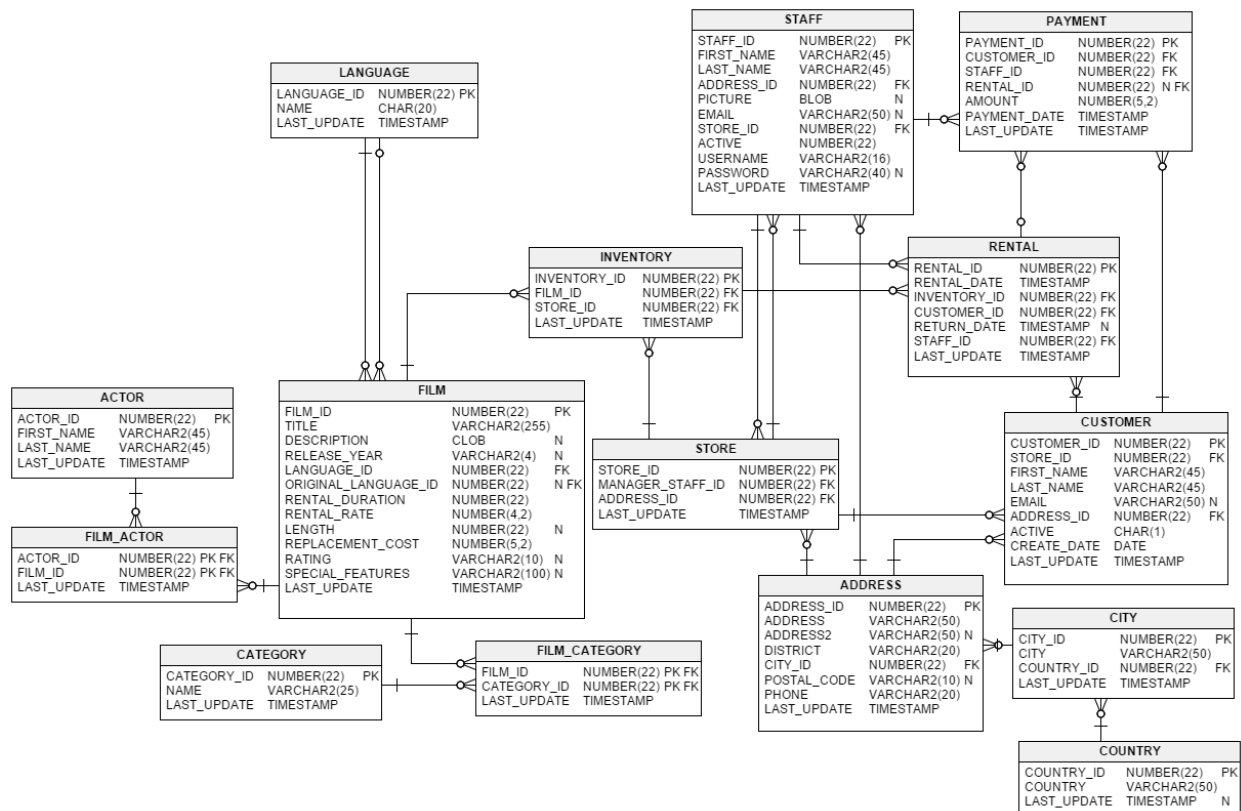 STAFF
STAFF_ID NUMBER(22) PK
FIRST_NAME VARCHAR2(45)
LAST_NAME VARCHAR2(45)
ADDRESS_ID NUMBER(22) FK
PICTURE BLOB N
EMAIL VARCHAR2(50) N
STORE_ID NUMBER(22) FK
ACTIVE NUMBER(22)
USERNAME VARCHAR2(16)
PASSWORD VARCHAR2(40) N
LAST_UPDATE TIMESTAMP
PAYMENT
PAYMENT_ID NUMBER(22) PK
CUSTOMER_ID NUMBER(22) FK
STAFF_ID NUMBER(22) FK
RENTAL_ID NUMBER(22) N FK
AMOUNT NUMBER(5,2)
PAYMENT_DATE TIMESTAMP
LAST_UPDATE TIMESTAMP
LANGUAGE
LANGUAGE_ID NUMBER(22) PK
NAME CHAR(20)
LAST_UPDATE TIMESTAMP
INVENTORY
INVENTORY_ID NUMBER(22) PK
FILM_ID NUMBER(22) FK
STORE_ID NUMBER(22) FK
LAST_UPDATE TIMESTAMP
RENTAL
RENTAL_ID NUMBER(22) PK
RENTAL_DATE TIMESTAMP
INVENTORY_ID NUMBER(22) FK
CUSTOMER_ID NUMBER(22) FK
RETURN_DATE TIMESTAMP N
STAFF_ID NUMBER(22) FK
LAST_UPDATE TIMESTAMP
ACTOR
ACTOR_ID NUMBER(22) PK
FIRST_NAME VARCHAR2(45)
LAST_NAME VARCHAR2(45)
LAST_UPDATE TIMESTAMP
FILM
FILM_ID NUMBER(22) PK
TITLE VARCHAR2(255)
DESCRIPTION CLOB N
RELEASE_YEAR VARCHAR2(4) N
LANGUAGE_ID NUMBER(22) FK
ORIGINAL_LANGUAGE_ID NUMBER(22) N FK
RENTAL_DURATION NUMBER(22)
RENTAL_RATE NUMBER(4,2)
LENGTH NUMBER(22) N
REPLACEMENT_COST NUMBER(5,2)
RATING VARCHAR2(10) N
SPECIAL_FEATURES VARCHAR2(100) N
LAST_UPDATE TIMESTAMP
STORE
STORE_ID NUMBER(22) PK
MANAGER_STAFF_ID NUMBER(22) FK
ADDRESS_ID NUMBER(22) FK
LAST_UPDATE TIMESTAMP
CUSTOMER
CUSTOMER_ID NUMBER(22) PK
STORE_ID NUMBER(22) FK
FIRST_NAME VARCHAR2(45)
LAST_NAME VARCHAR2(45)
EMAIL VARCHAR2(50) N
ADDRESS_ID NUMBER(22) FK
ACTIVE CHAR(1)
CREATE_DATE DATE
LAST_UPDATE TIMESTAMP
FILM_ACTOR
ACTOR_ID NUMBER(22) PK FK
FILM_ID NUMBER(22) PK FK
LAST_UPDATE TIMESTAMP
ADDRESS
ADDRESS_ID NUMBER(22) PK
ADDRESS VARCHAR2(50)
ADDRESS2 VARCHAR2(50) N
DISTRICT VARCHAR2(20)
CITY_ID NUMBER(22) FK
POSTAL_CODE VARCHAR2(10) N
PHONE VARCHAR2(20)
LAST_UPDATE TIMESTAMP
CATEGORY
CATEGORY_ID NUMBER(22) PK
NAME VARCHAR2(25)
LAST_UPDATE TIMESTAMP
FILM_CATEGORY
FILM_ID NUMBER(22) PK FK
CATEGORY_ID NUMBER(22) PK FK
LAST_UPDATE TIMESTAMP
CITY
CITY_ID NUMBER(22) PK
CITY VARCHAR2(50)
COUNTRY_ID NUMBER(22) FK
LAST_UPDATE TIMESTAMP
COUNTRY
COUNTRY_ID NUMBER(22) PK
COUNTRY VARCHAR2(50)
LAST_UPDATE TIMESTAMP N